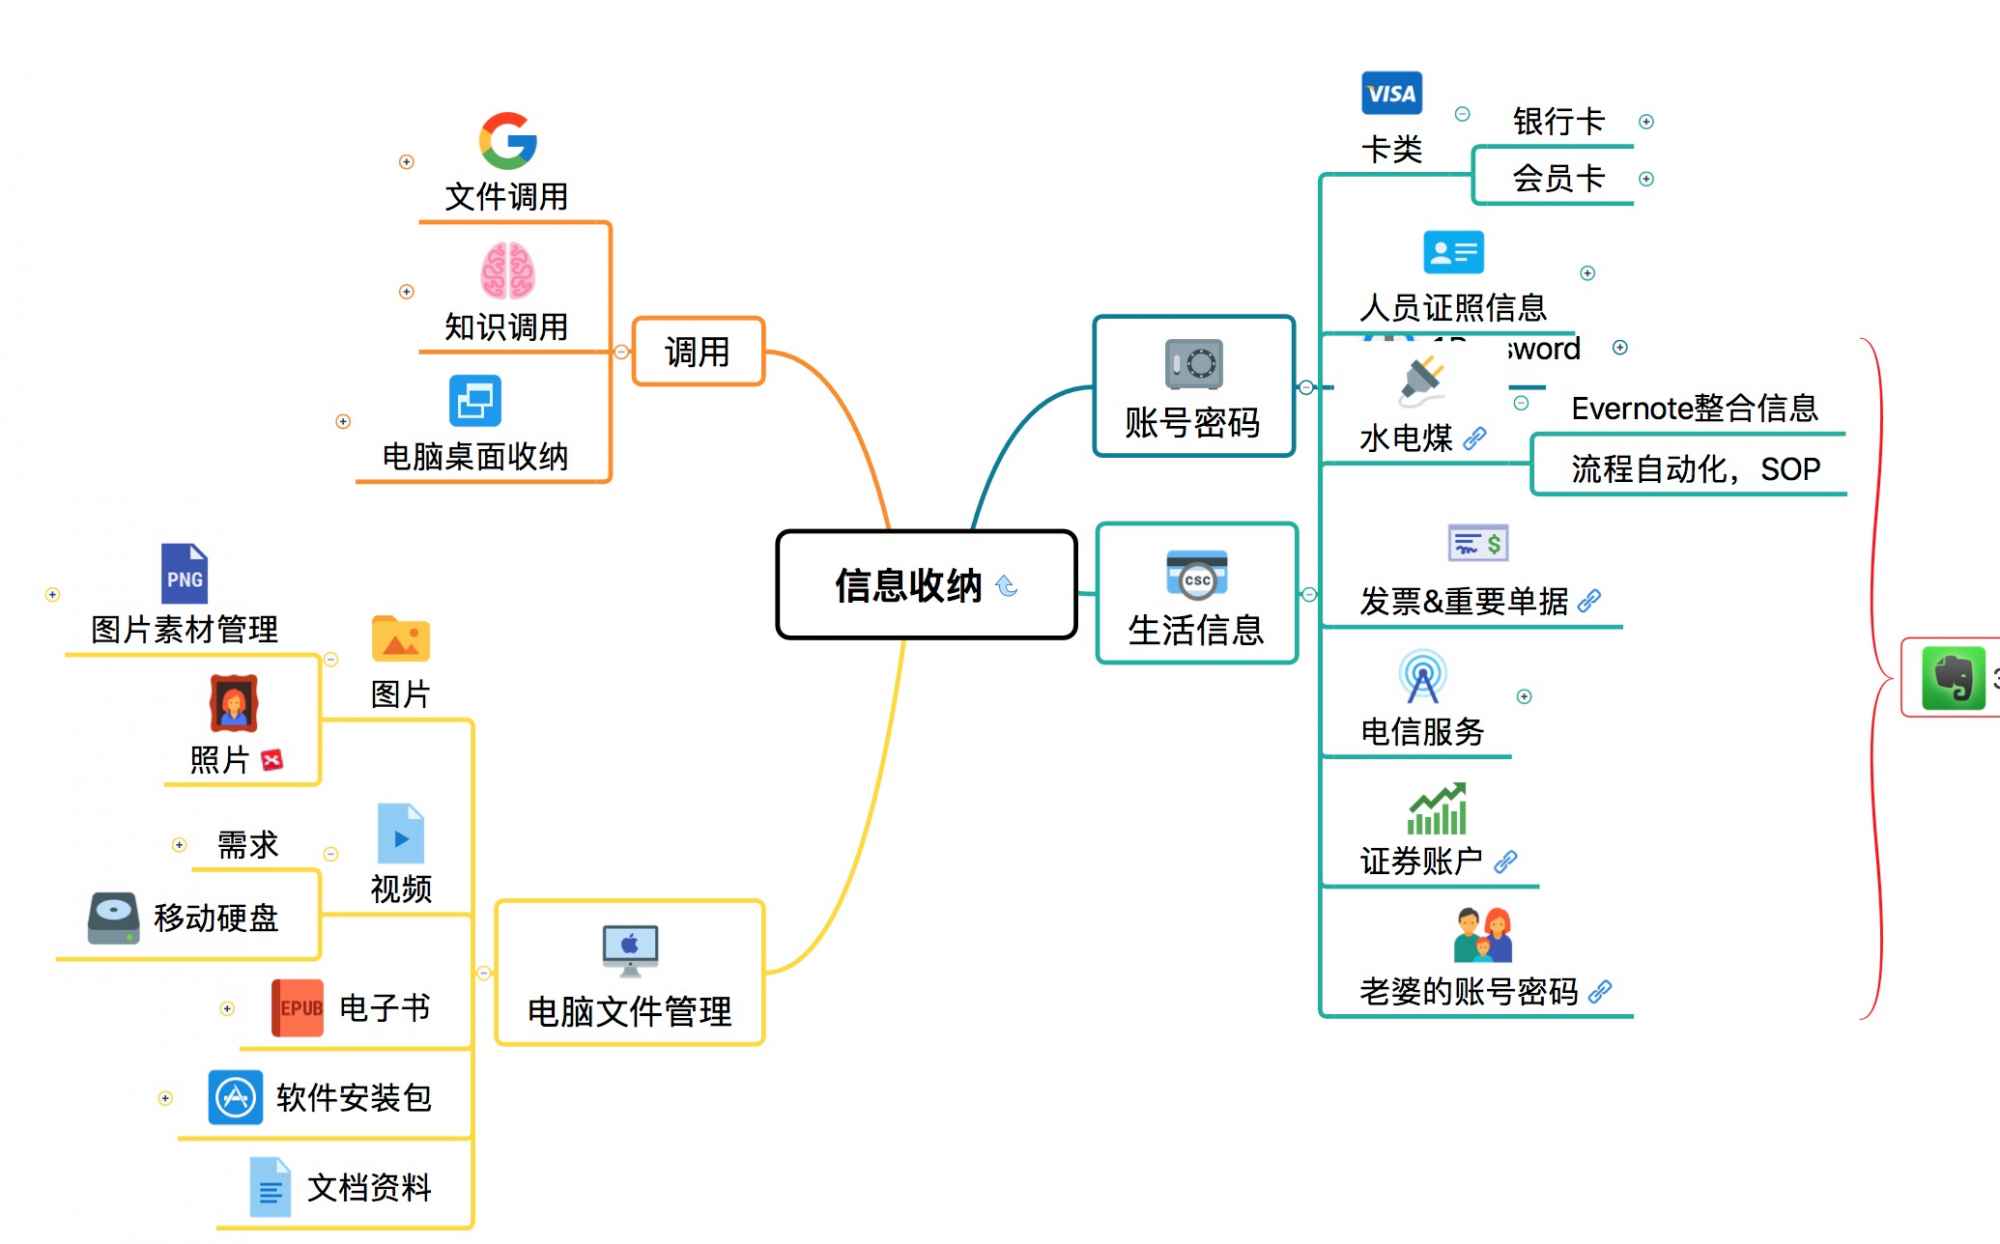 VISA
卡类
银行卡
会员卡
人员证照信息
账号密码
水电煤
Evernote整合信息
流程自动化，SOP
信息收纳
CSC
生活信息
发票&重要单据
$
电信服务
证券账户
老婆的账号密码
G
文件调用
知识调用
调用
电脑桌面收纳
PNG
图片素材管理
图片
照片
需求
视频
移动硬盘
电脑文件管理
EPUB 电子书
软件安装包
文档资料